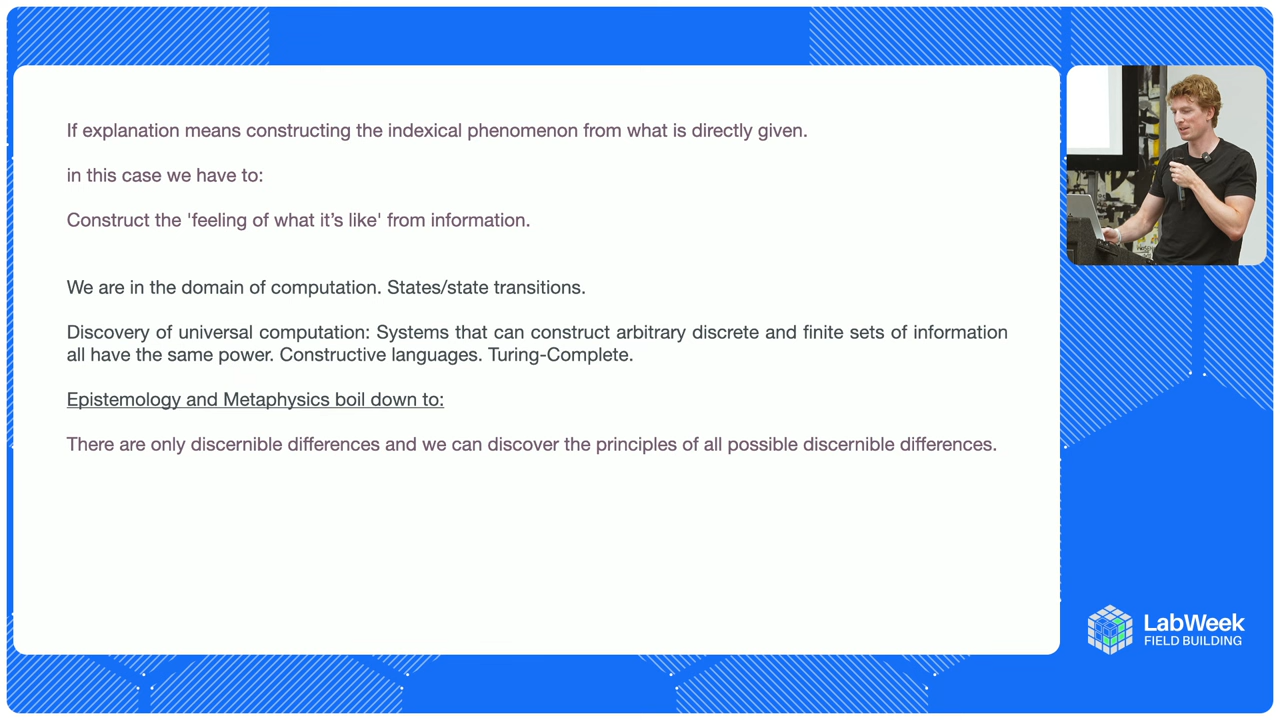 If explanation means constructing the indexical phenomenon from what is directly given.
in this case we have to:
Construct the 'feeling of what it’s like' from information.
We are in the domain of computation. States/state transitions.
Discovery of universal computation: Systems that can construct arbitrary discrete and finite sets of information
all have the same power. Constructive languages. Turing-Complete.
Epistemology and Metaphysics boil down to:
There are only discernible differences and we can discover the principles of all possible discernible differences.
LabWeek
FIELD BUILDING